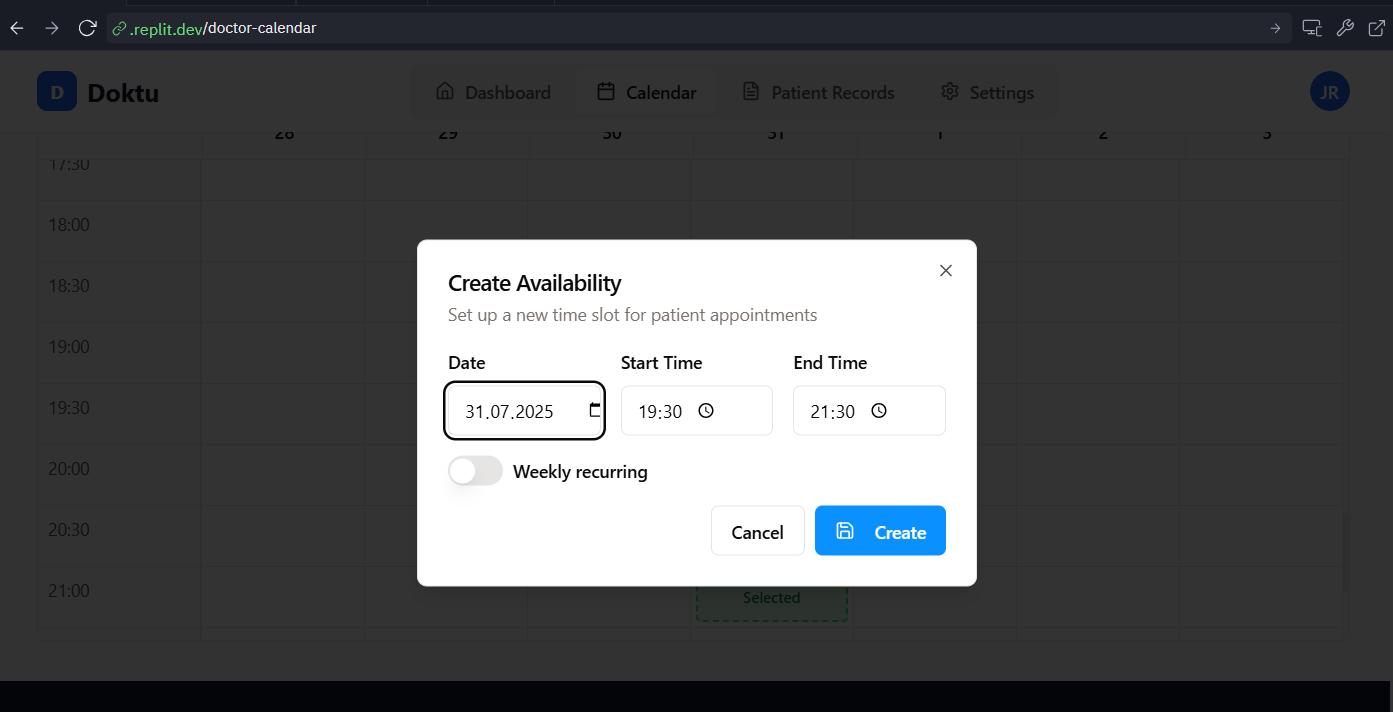 .replit.dev/doctor-calendar
D Doktu Dashboard Calendar Patient Records Settings JR
28 29 30 31 1 2 3
17:30
18:00
18:30
19:00
19:30
20:00
20:30
21:00
Create Availability
Set up a new time slot for patient appointments
Date Start Time End Time
31.07.2025 19:30 21:30
Weekly recurring
Cancel Create
Selected